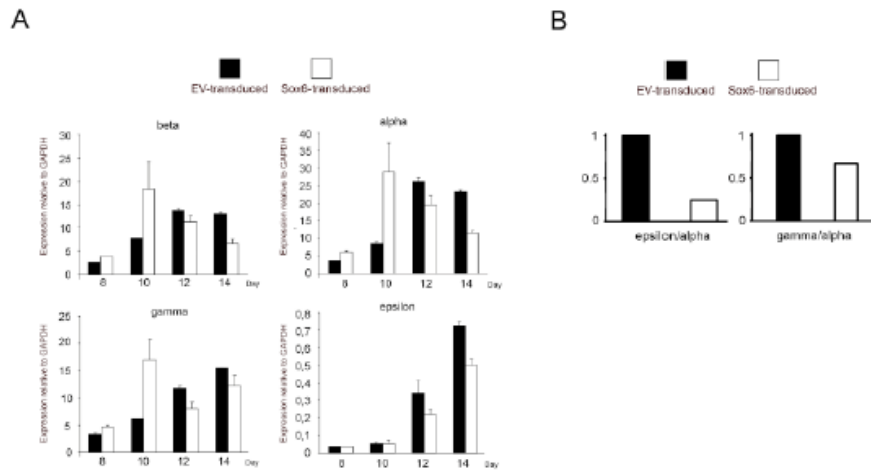 A
B
EV-transduced Sox6-transduced
EV-transduced Sox6-transduced
beta
alpha
Expression relative to GAPDH
30
25
20
15
10
5
0
8 10 12 14 Day
Expression relative to GAPDH
40
35
30
25
20
15
10
5
0
8 10 12 14 Day
1
0.5
0
epsilon/alpha
1
0.5
0
gamma/alpha
gamma
epsilon
Expression relative to GAPDH
25
20
15
10
5
0
8 10 12 14 Day
Expression relative to GAPDH
0,8
0,7
0,6
0,5
0,4
0,3
0,2
0,1
0
8 10 12 14 Day